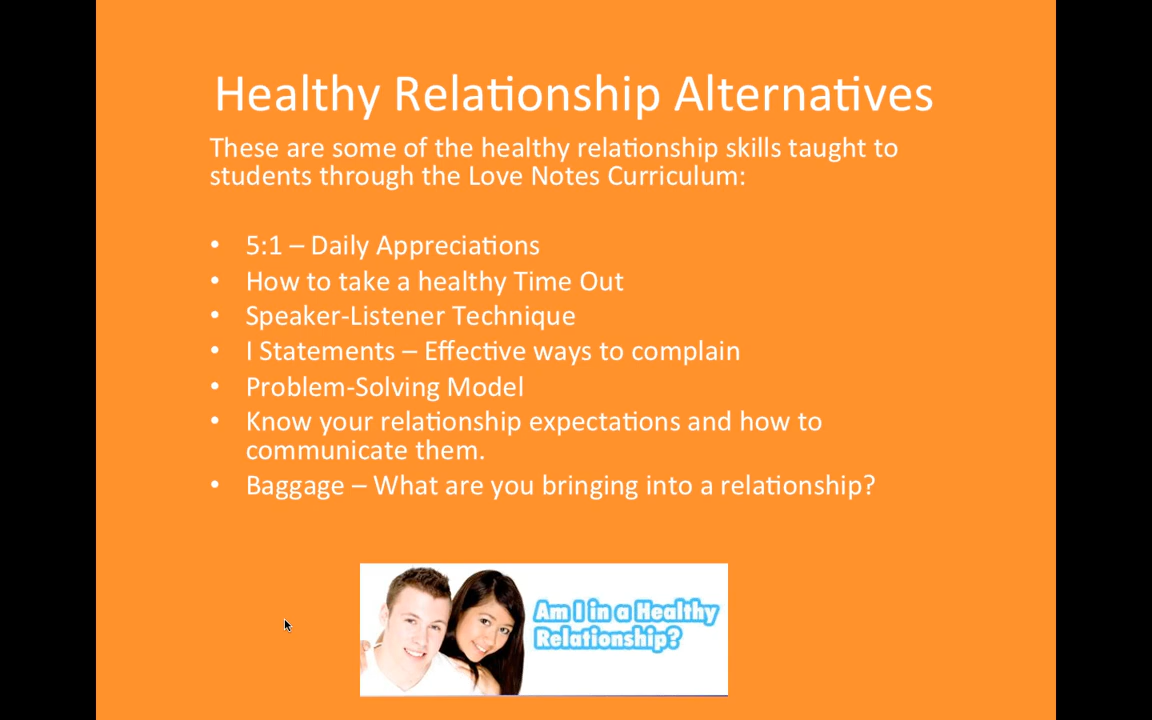 Healthy Relationship Alternatives
These are some of the healthy relationship skills taught to
students through the Love Notes Curriculum:
• 5:1 – Daily Appreciations
• How to take a healthy Time Out
• Speaker-Listener Technique
• I Statements – Effective ways to complain
• Problem-Solving Model
• Know your relationship expectations and how to
communicate them.
• Baggage – What are you bringing into a relationship?
Am I in a Healthy
Relationship?